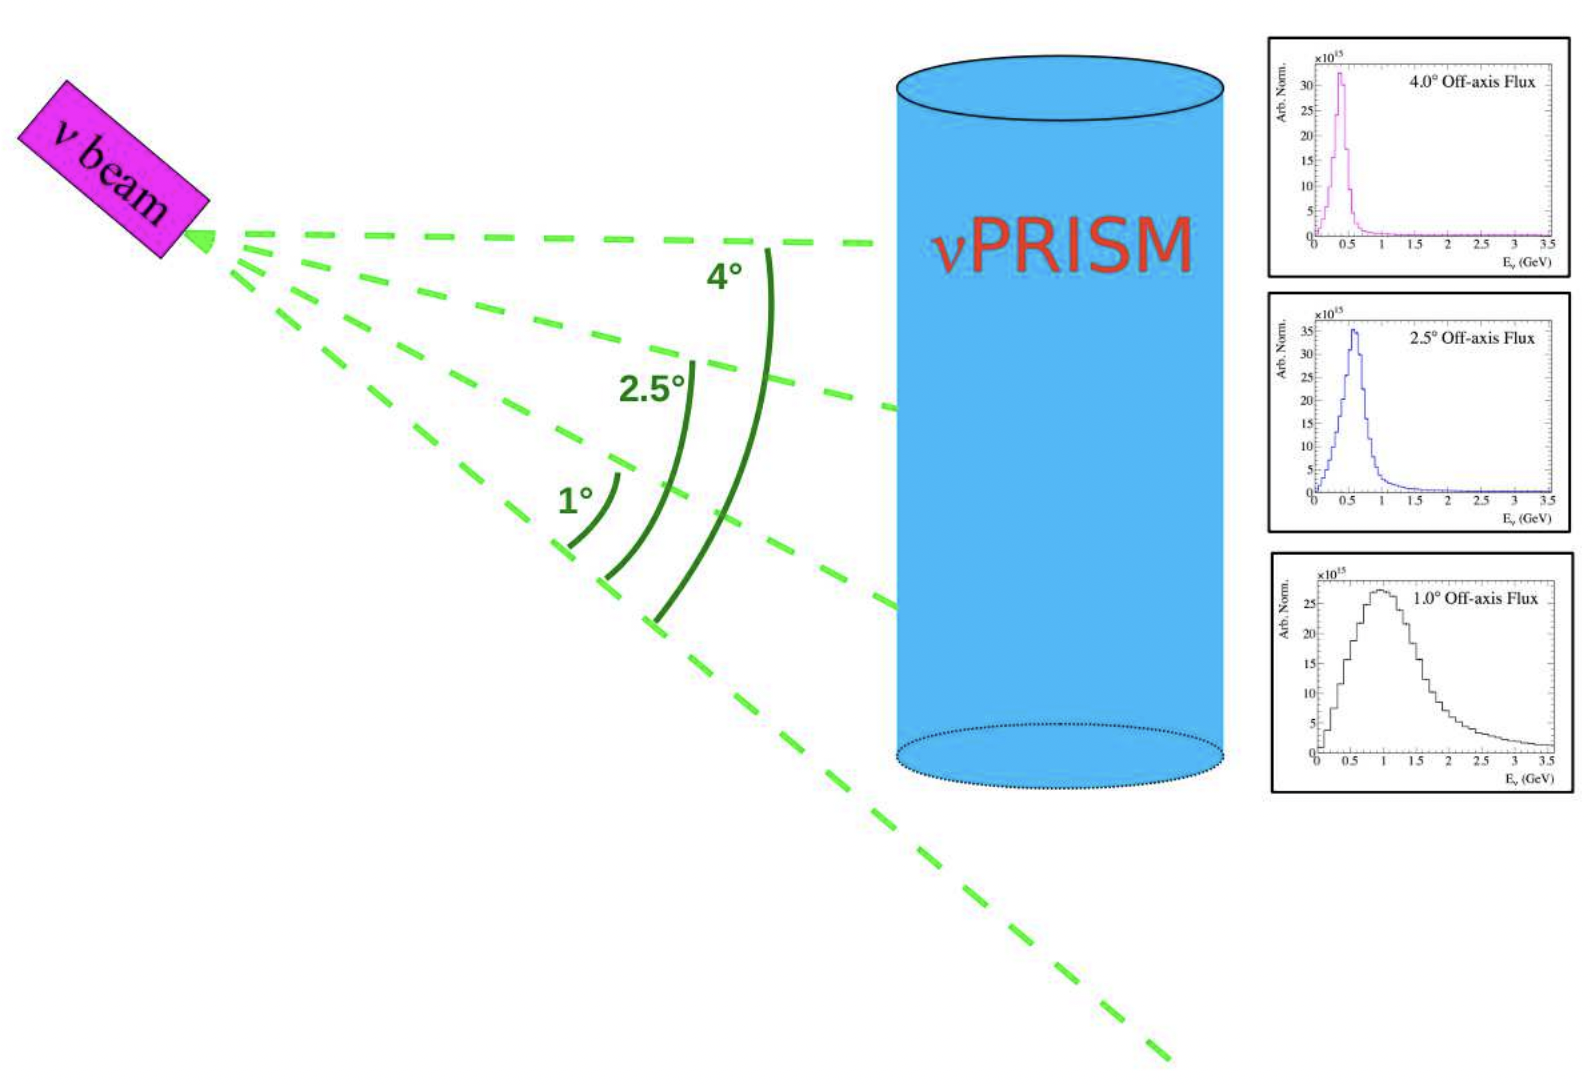 ν beam
4°
2.5°
1°
νPRISM
×10¹⁵
4.0° Off-axis Flux
Arb. Norm.
30
25
20
15
10
5
0
0 0.5 1 1.5 2 2.5 3 3.5
Eν (GeV)
×10¹⁵
2.5° Off-axis Flux
Arb. Norm.
35
30
25
20
15
10
5
0
0 0.5 1 1.5 2 2.5 3 3.5
Eν (GeV)
×10¹⁵
1.0° Off-axis Flux
Arb. Norm.
25
20
15
10
5
0
0 0.5 1 1.5 2 2.5 3 3.5
Eν (GeV)